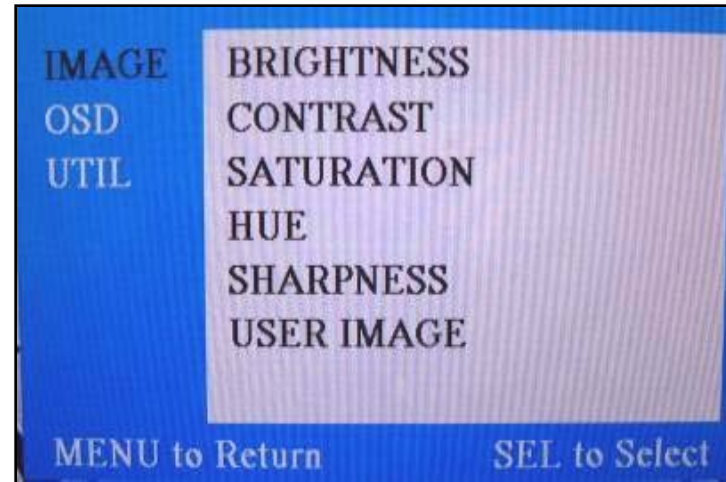 IMAGE BRIGHTNESS
OSD CONTRAST
UTIL SATURATION
HUE
SHARPNESS
USER IMAGE
MENU to Return SEL to Select